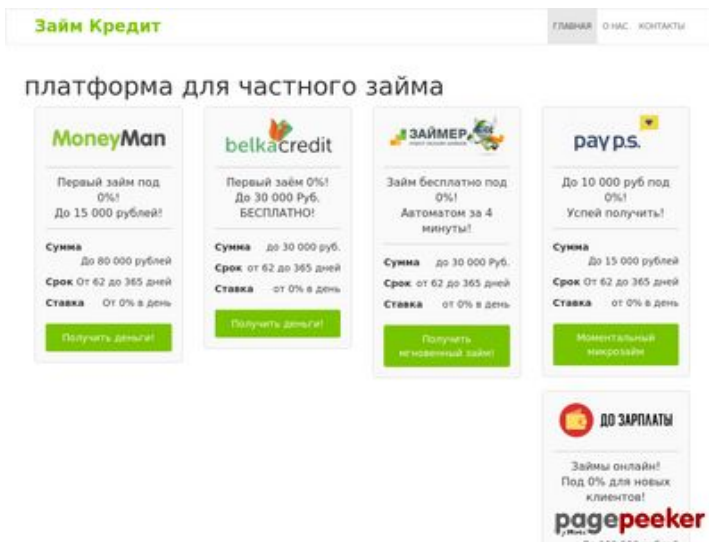 Займ Кредит
ГЛАВНАЯ О НАС КОНТАКТЫ
платформа для частного займа
MoneyMan
Первый займ под
0%!
До 15 000 рублей!
Сумма
До 80 000 рублей
Срок От 62 до 365 дней
Ставка От 0% в день
Получить деньги!
belkacredit
Первый заём 0%!
До 30 000 Руб.
БЕСПЛАТНО!
Сумма до 30 000 руб.
Срок от 62 до 365 дней
Ставка от 0% в день
Получить деньги!
ЗАЙМЕР
Займ бесплатно под
0%!
Автоматом за 4
минуты!
Сумма до 30 000 Руб.
Срок от 62 до 365 дней
Ставка от 0% в день
Получить
мгновенный займ!
pay p.s.
До 10 000 руб под
0%!
Успей получить!
Сумма
До 15 000 рублей
Срок От 62 до 365 дней
Ставка от 0% в день
Моментальный
микрозайм
ДО ЗАРПЛАТЫ
Займы онлайн!
Под 0% для новых
клиентов!
pagepeeker